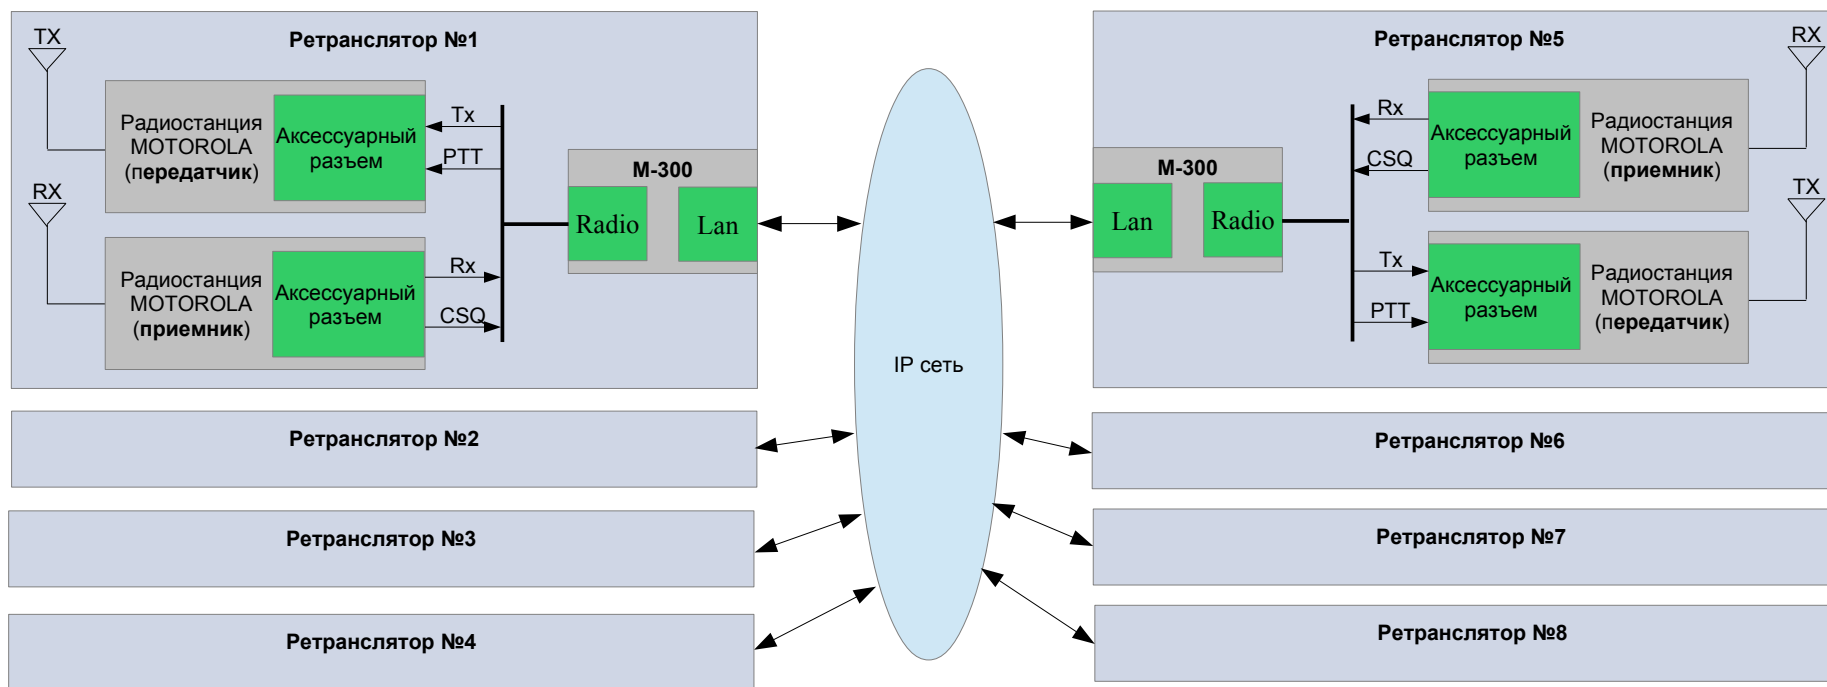 Ретранслятор №1
TX
Радиостанция
MOTOROLA
(передатчик)
Аксессуарный
разъем
Tx
PTT
RX
Радиостанция
MOTOROLA
(приемник)
Аксессуарный
разъем
Rx
CSQ
M-300
Radio
Lan
IP сеть
Ретранслятор №5
RX
Rx
CSQ
Аксессуарный
разъем
Радиостанция
MOTOROLA
(приемник)
M-300
Lan
Radio
TX
Tx
PTT
Аксессуарный
разъем
Радиостанция
MOTOROLA
(передатчик)
Ретранслятор №2
Ретранслятор №3
Ретранслятор №4
Ретранслятор №6
Ретранслятор №7
Ретранслятор №8